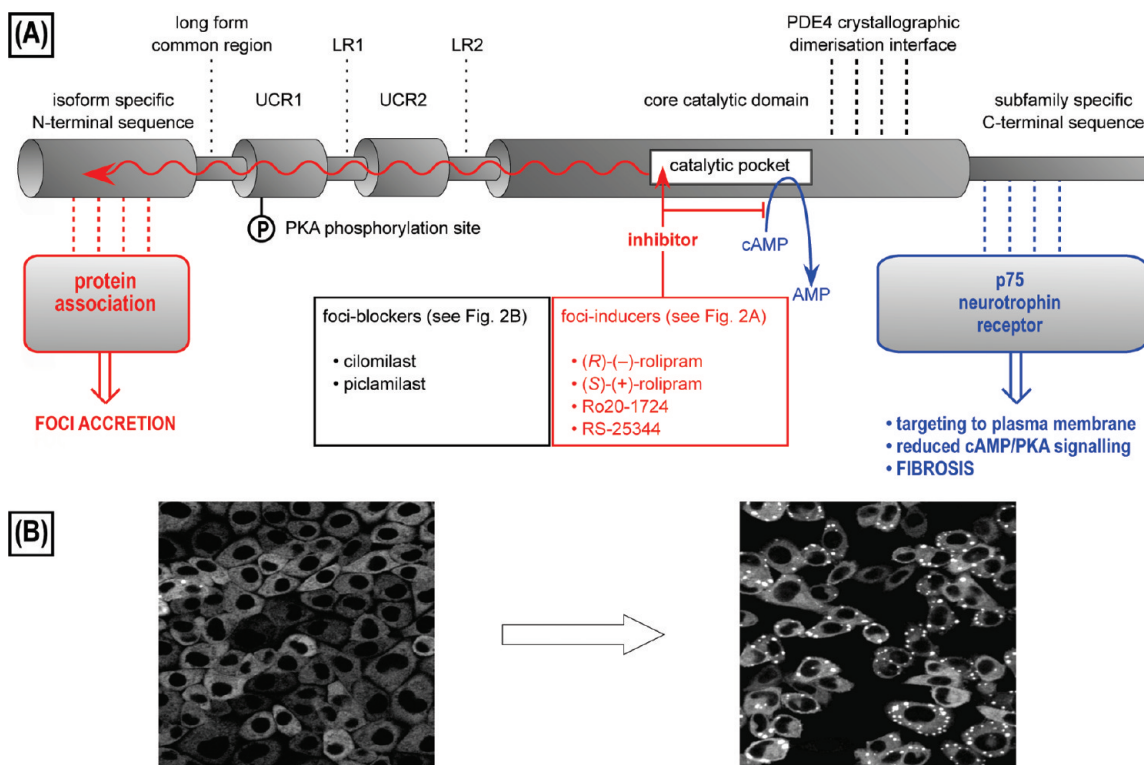 (A)
long form
common region
LR1
LR2
PDE4 crystallographic
dimerisation interface
isoform specific
N-terminal sequence
UCR1
UCR2
core catalytic domain
subfamily specific
C-terminal sequence
catalytic pocket
P
PKA phosphorylation site
inhibitor
cAMP
AMP
protein
association
FOCI ACCRETION
foci-blockers (see Fig. 2B)
• cilomilast
• piclamilast
foci-inducers (see Fig. 2A)
• (R)-(–)-rolipram
• (S)-(+)-rolipram
• Ro20-1724
• RS-25344
p75
neurotrophin
receptor
• targeting to plasma membrane
• reduced cAMP/PKA signalling
• FIBROSIS
(B)